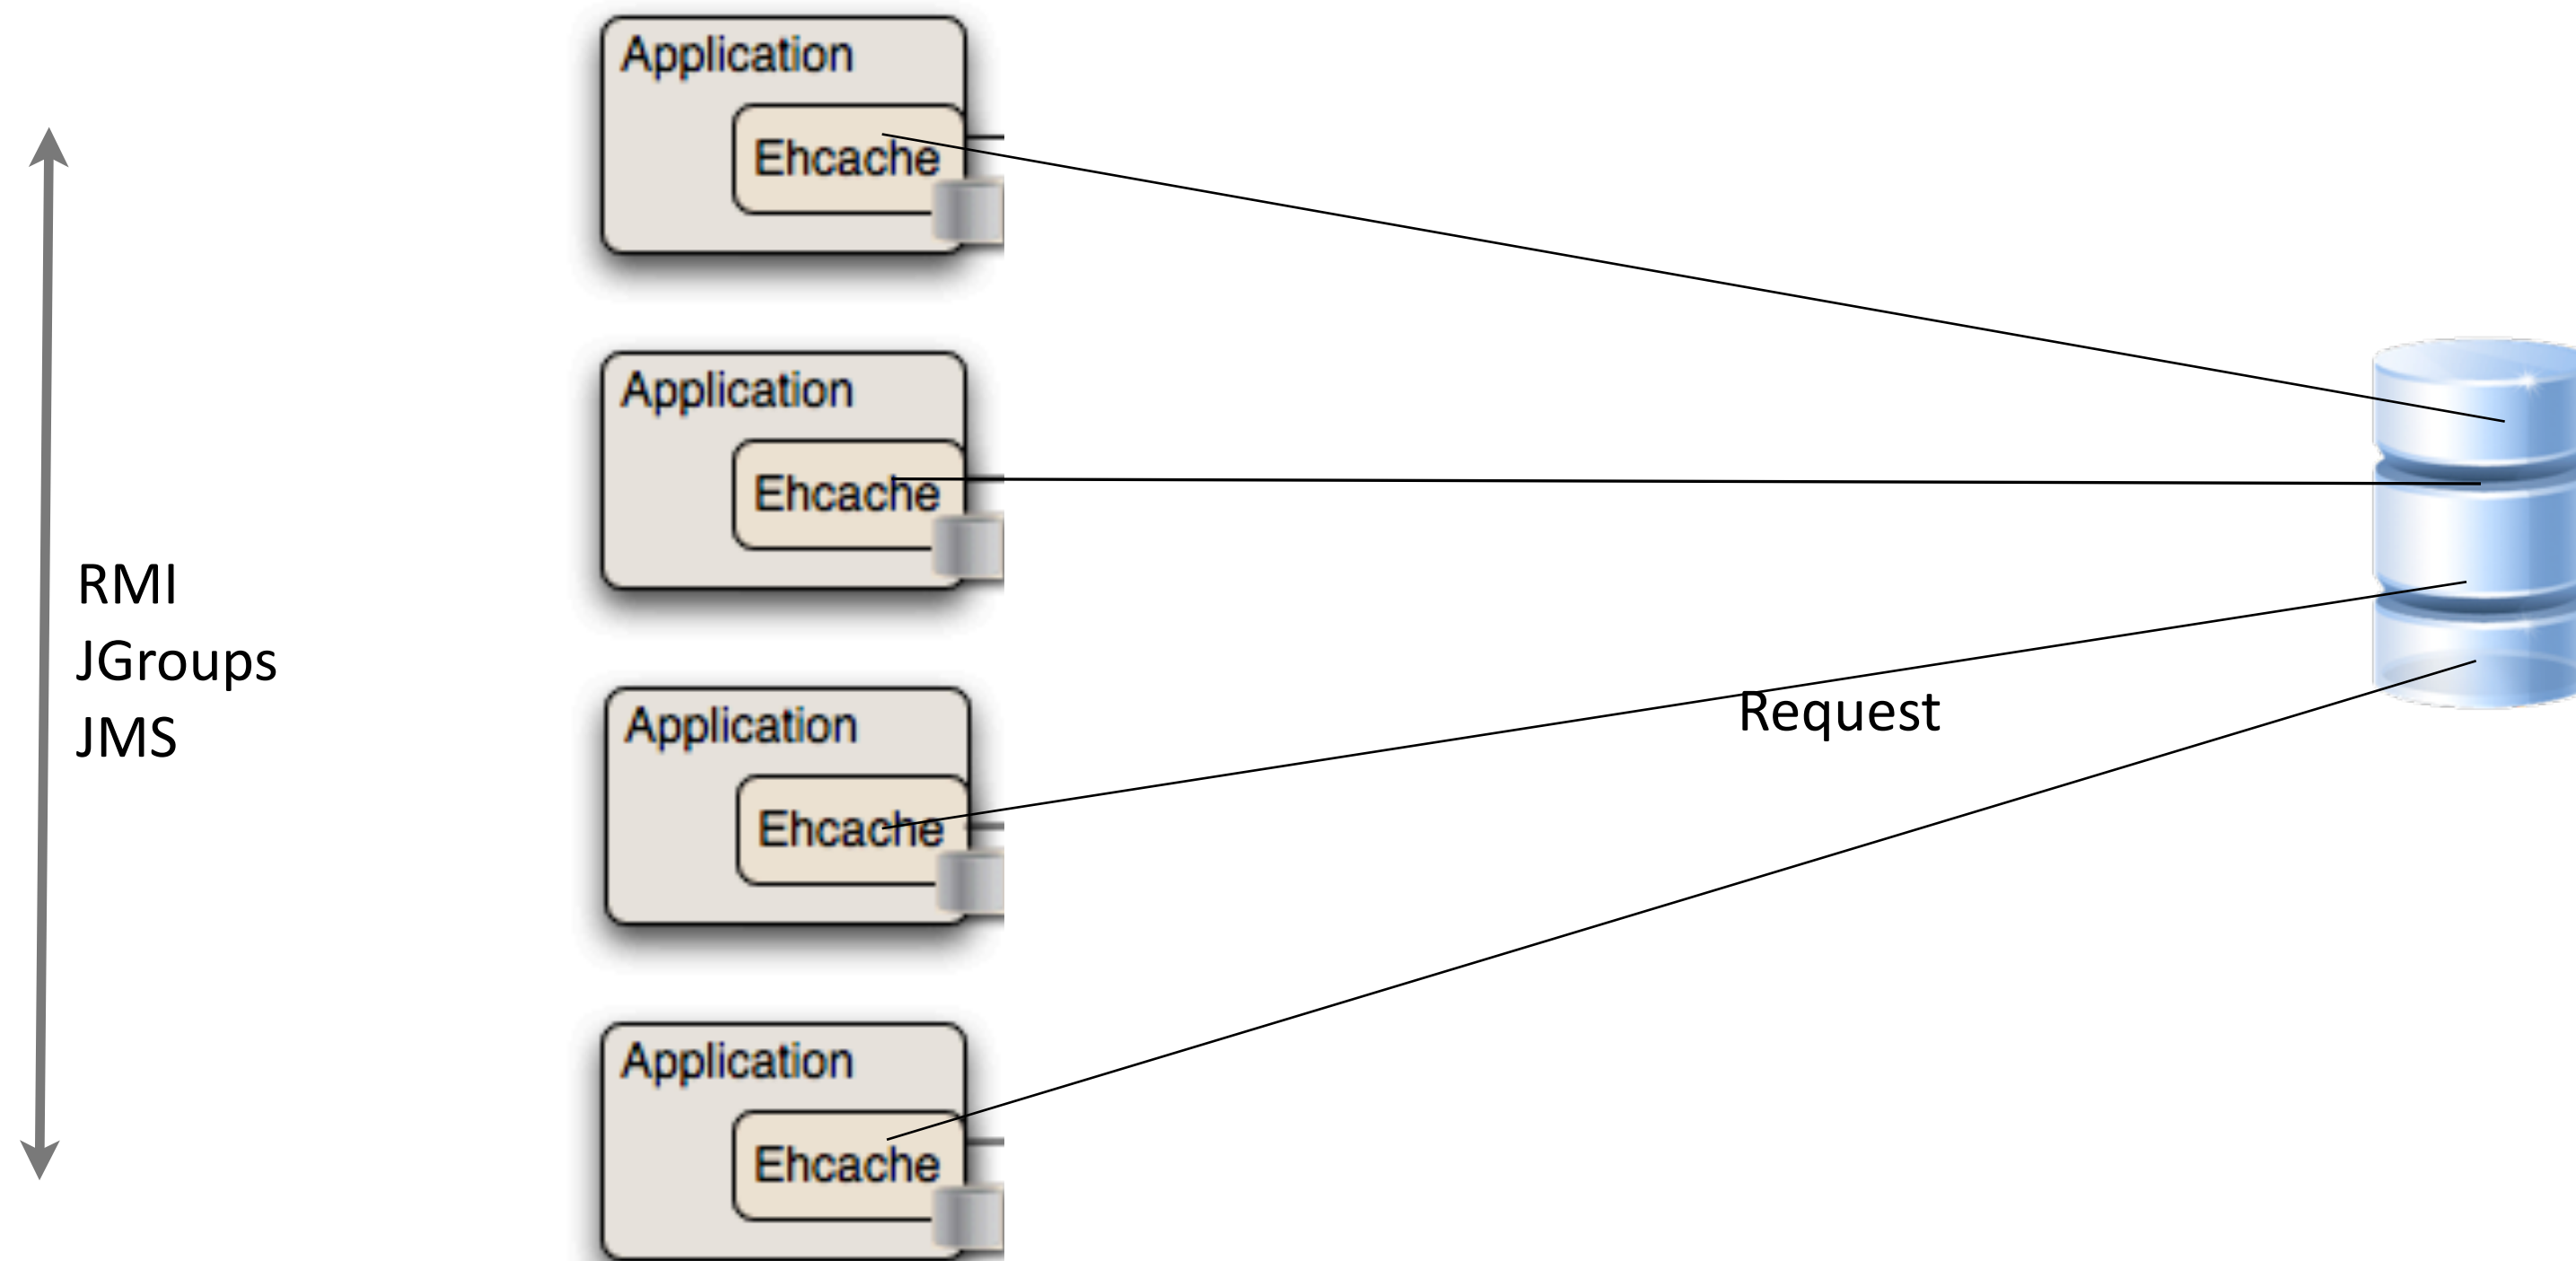 Application
Ehcache
Application
Ehcache
RMI
JGroups
JMS
Application
Ehcache
Request
Application
Ehcache